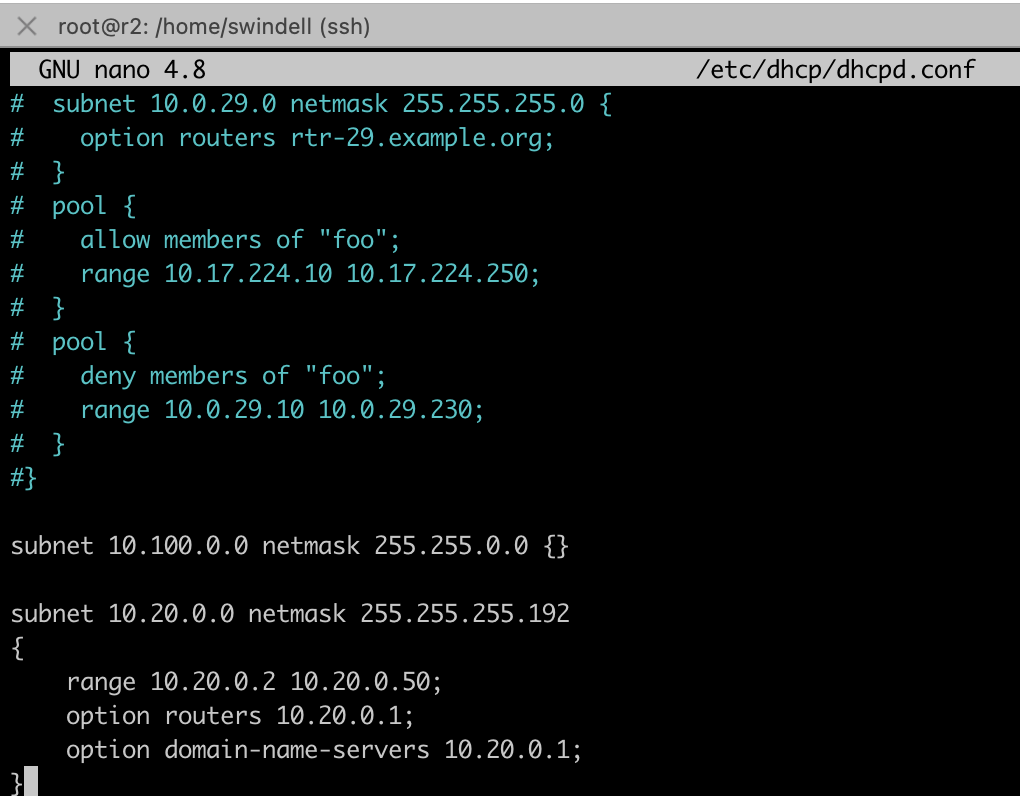 root@r2: /home/swindell (ssh)
GNU nano 4.8 /etc/dhcp/dhcpd.conf
#  subnet 10.0.29.0 netmask 255.255.255.0 {
#    option routers rtr-29.example.org;
#  }
#  pool {
#    allow members of "foo";
#    range 10.17.224.10 10.17.224.250;
#  }
#  pool {
#    deny members of "foo";
#    range 10.0.29.10 10.0.29.230;
#  }
#}
subnet 10.100.0.0 netmask 255.255.0.0 {}
subnet 10.20.0.0 netmask 255.255.255.192
{
    range 10.20.0.2 10.20.0.50;
    option routers 10.20.0.1;
    option domain-name-servers 10.20.0.1;
}